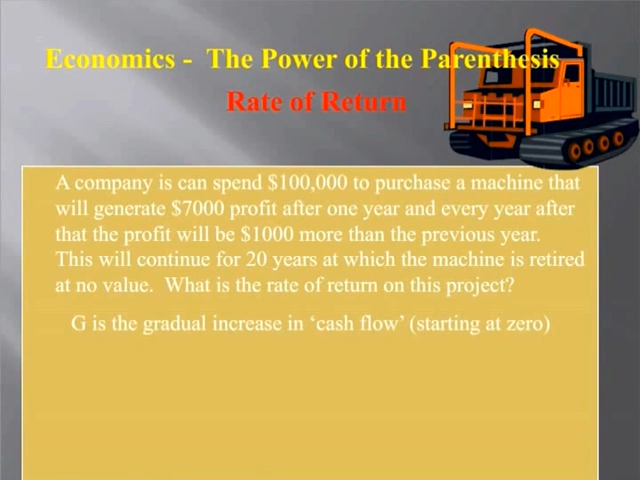 Economics - The Power of the Parenthesis
Rate of Return
A company is can spend $100,000 to purchase a machine that
will generate $7000 profit after one year and every year after
that the profit will be $1000 more than the previous year.
This will continue for 20 years at which the machine is retired
at no value. What is the rate of return on this project?
G is the gradual increase in ‘cash flow’ (starting at zero)